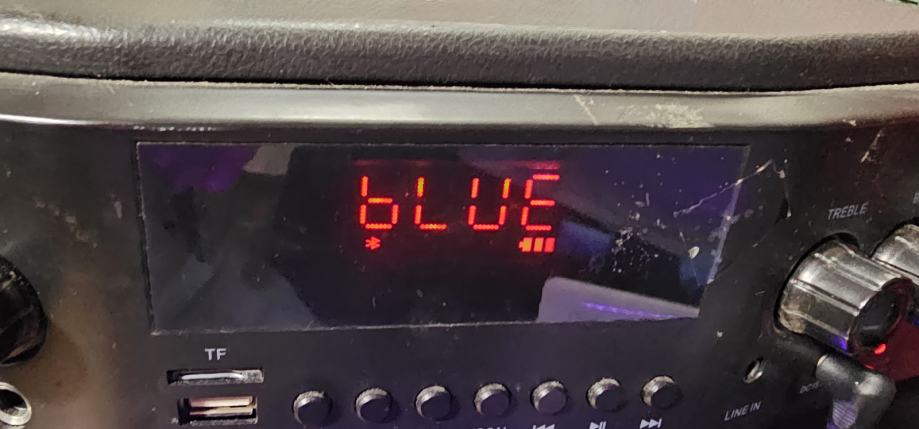 bLUE
TREBLE
TF
LINE IN